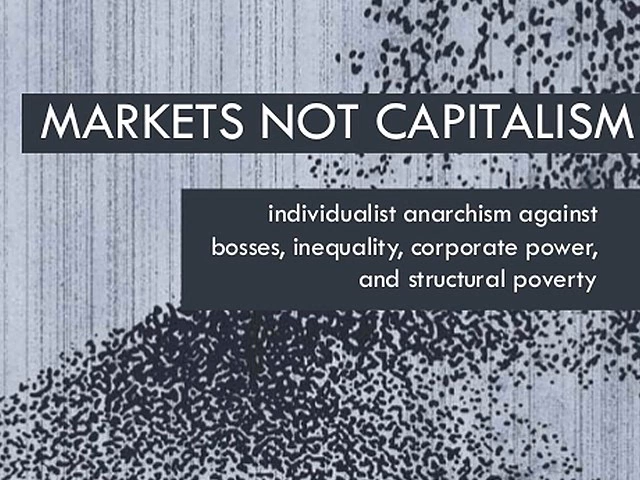 MARKETS NOT CAPITALISM
individualist anarchism against
bosses, inequality, corporate power,
and structural poverty